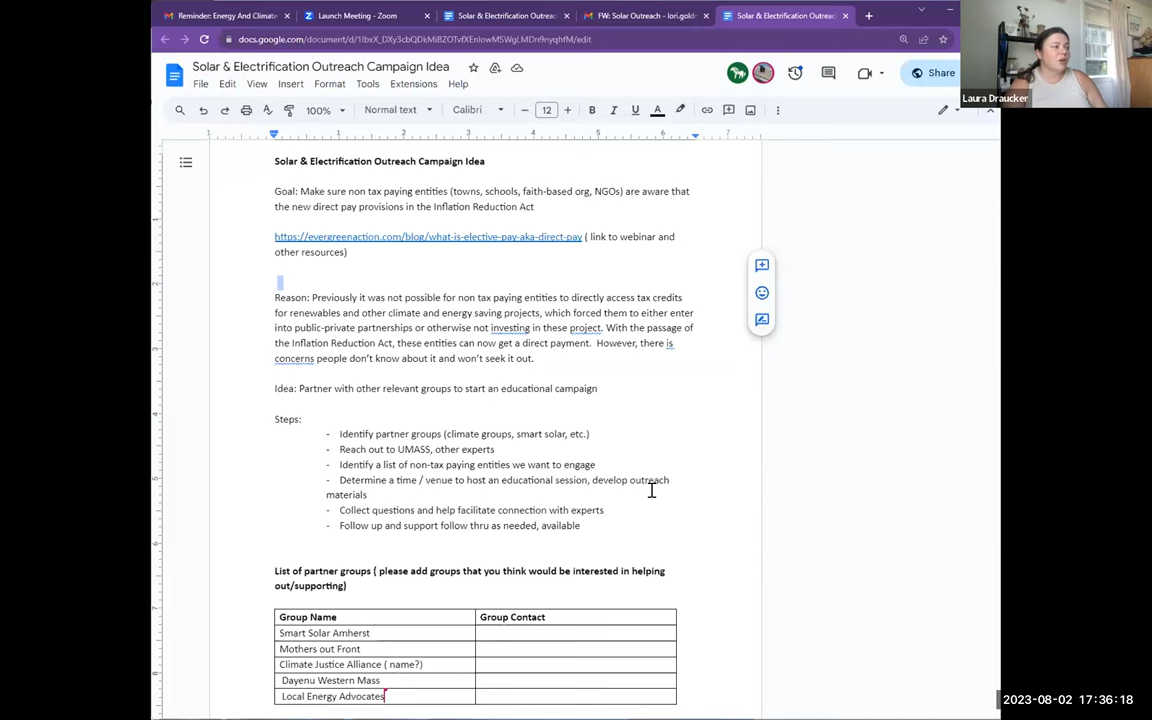 Reminder: Energy And Climate
Launch Meeting - Zoom
Solar & Electrification Outreac
FW: Solar Outreach - lori.goldn
Solar & Electrification Outreac
Solar & Electrification Outreach Campaign Idea
File Edit View Insert Format Tools Extensions Help
Share
Laura Draucker
100% Normal text Calibri 12
Solar & Electrification Outreach Campaign Idea
Goal: Make sure non tax paying entities (towns, schools, faith-based org, NGOs) are aware that
the new direct pay provisions in the Inflation Reduction Act
https://evergreenaction.com/blog/what-is-elective-pay-aka-direct-pay ( link to webinar and
other resources)
Reason: Previously it was not possible for non tax paying entities to directly access tax credits
for renewables and other climate and energy saving projects, which forced them to either enter
into public-private partnerships or otherwise not investing in these project. With the passage of
the Inflation Reduction Act, these entities can now get a direct payment. However, there is
concerns people don't know about it and won't seek it out.
Idea: Partner with other relevant groups to start an educational campaign
Steps:
- Identify partner groups (climate groups, smart solar, etc.)
- Reach out to UMASS, other experts
- Identify a list of non-tax paying entities we want to engage
- Determine a time / venue to host an educational session, develop outreach
materials
- Collect questions and help facilitate connection with experts
- Follow up and support follow thru as needed, available
List of partner groups ( please add groups that you think would be interested in helping
out/supporting)
Group Name Group Contact
Smart Solar Amherst
Mothers out Front
Climate Justice Alliance ( name?)
Dayenu Western Mass
Local Energy Advocates
2023-08-02 17:36:18